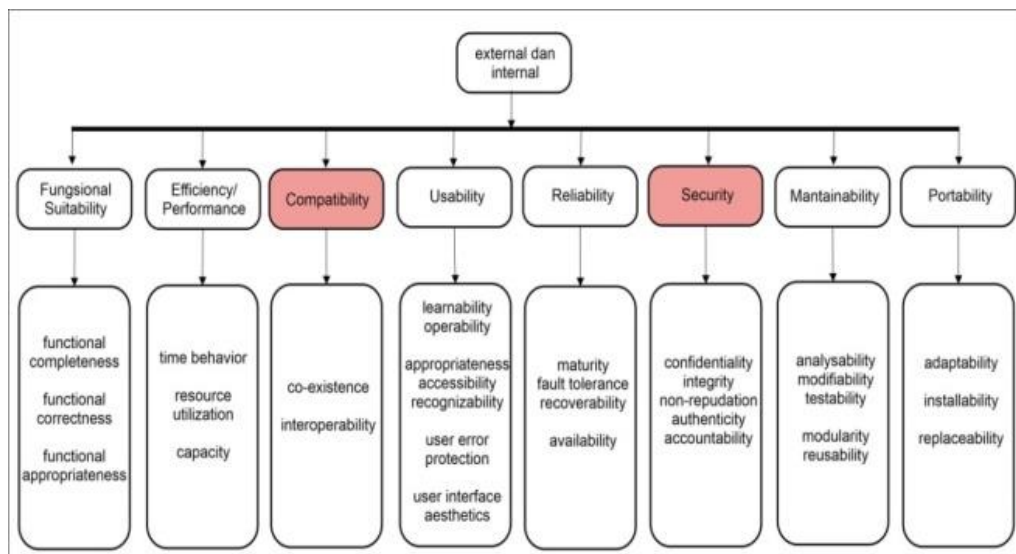 external dan
internal
Fungsional
Suitability
Efficiency/
Performance
Compatibility
Usability
Reliability
Security
Mantainability
Portability
functional
completeness
functional
correctness
functional
appropriateness
time behavior
resource
utilization
capacity
co-existence
interoperability
learnability
operability
appropriateness
accessibility
recognizability
user error
protection
user interface
aesthetics
maturity
fault tolerance
recoverability
availability
confidentiality
integrity
non-repudation
authenticity
accountability
analysability
modifiability
testability
modularity
reusability
adaptability
installability
replaceability